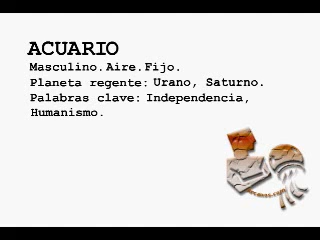 ACUARIO
Masculino. Aire. Fijo.
Planeta regente: Urano, Saturno.
Palabras clave: Independencia,
Humanismo.